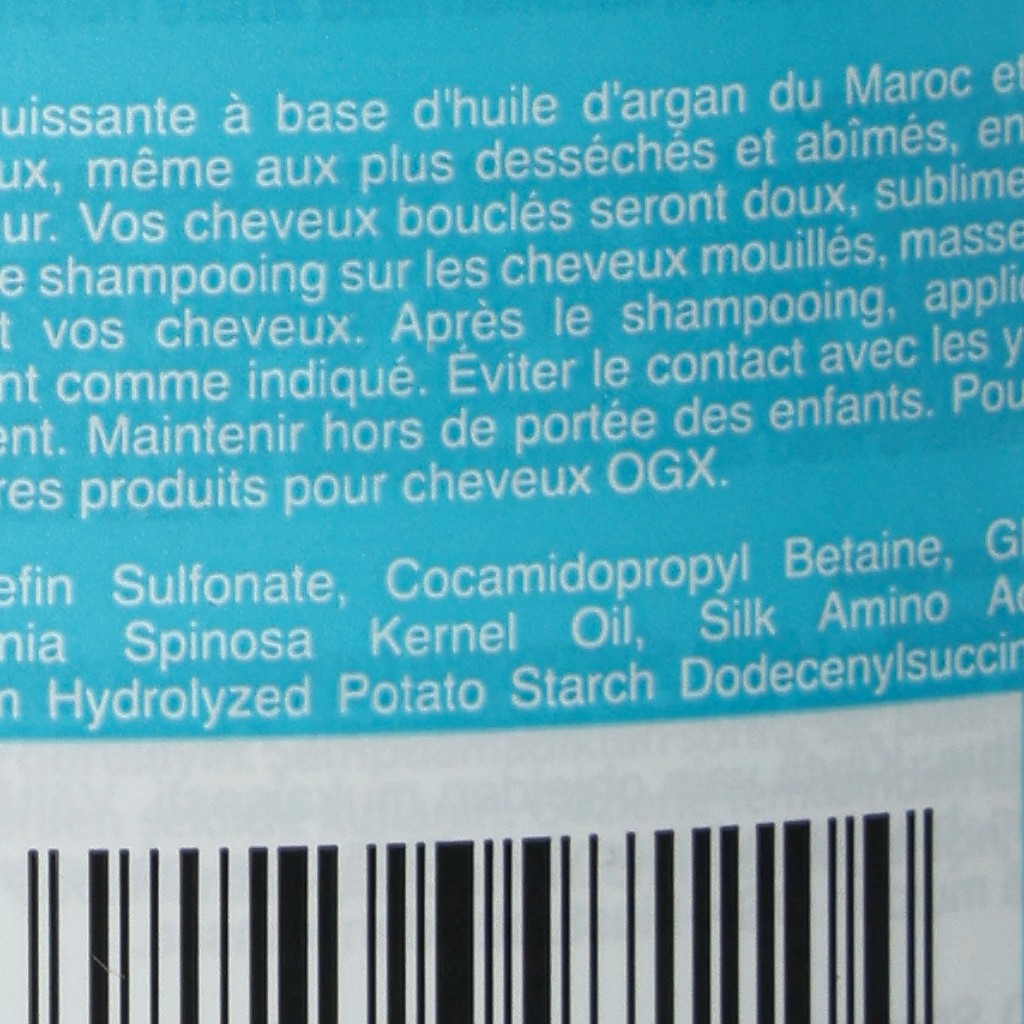 uissante à base d'huile d'argan du Maroc et
ux, même aux plus desséchés et abîmés, en
ur. Vos cheveux bouclés seront doux, sublime
e shampooing sur les cheveux mouillés, masse
t vos cheveux. Après le shampooing, appli
nt comme indiqué. Éviter le contact avec les y
ent. Maintenir hors de portée des enfants. Pou
res produits pour cheveux OGX.
efin Sulfonate, Cocamidopropyl Betaine, Gl
nia Spinosa Kernel Oil, Silk Amino Ac
n Hydrolyzed Potato Starch Dodecenylsuccin